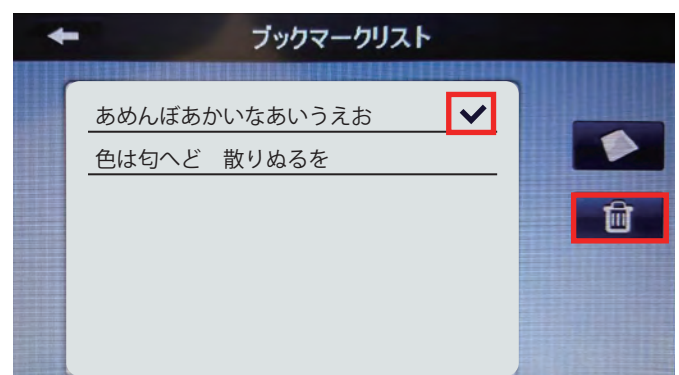 ブックマークリスト
あめんぼあかいなあいうえお
色は匂へど　散りぬるを